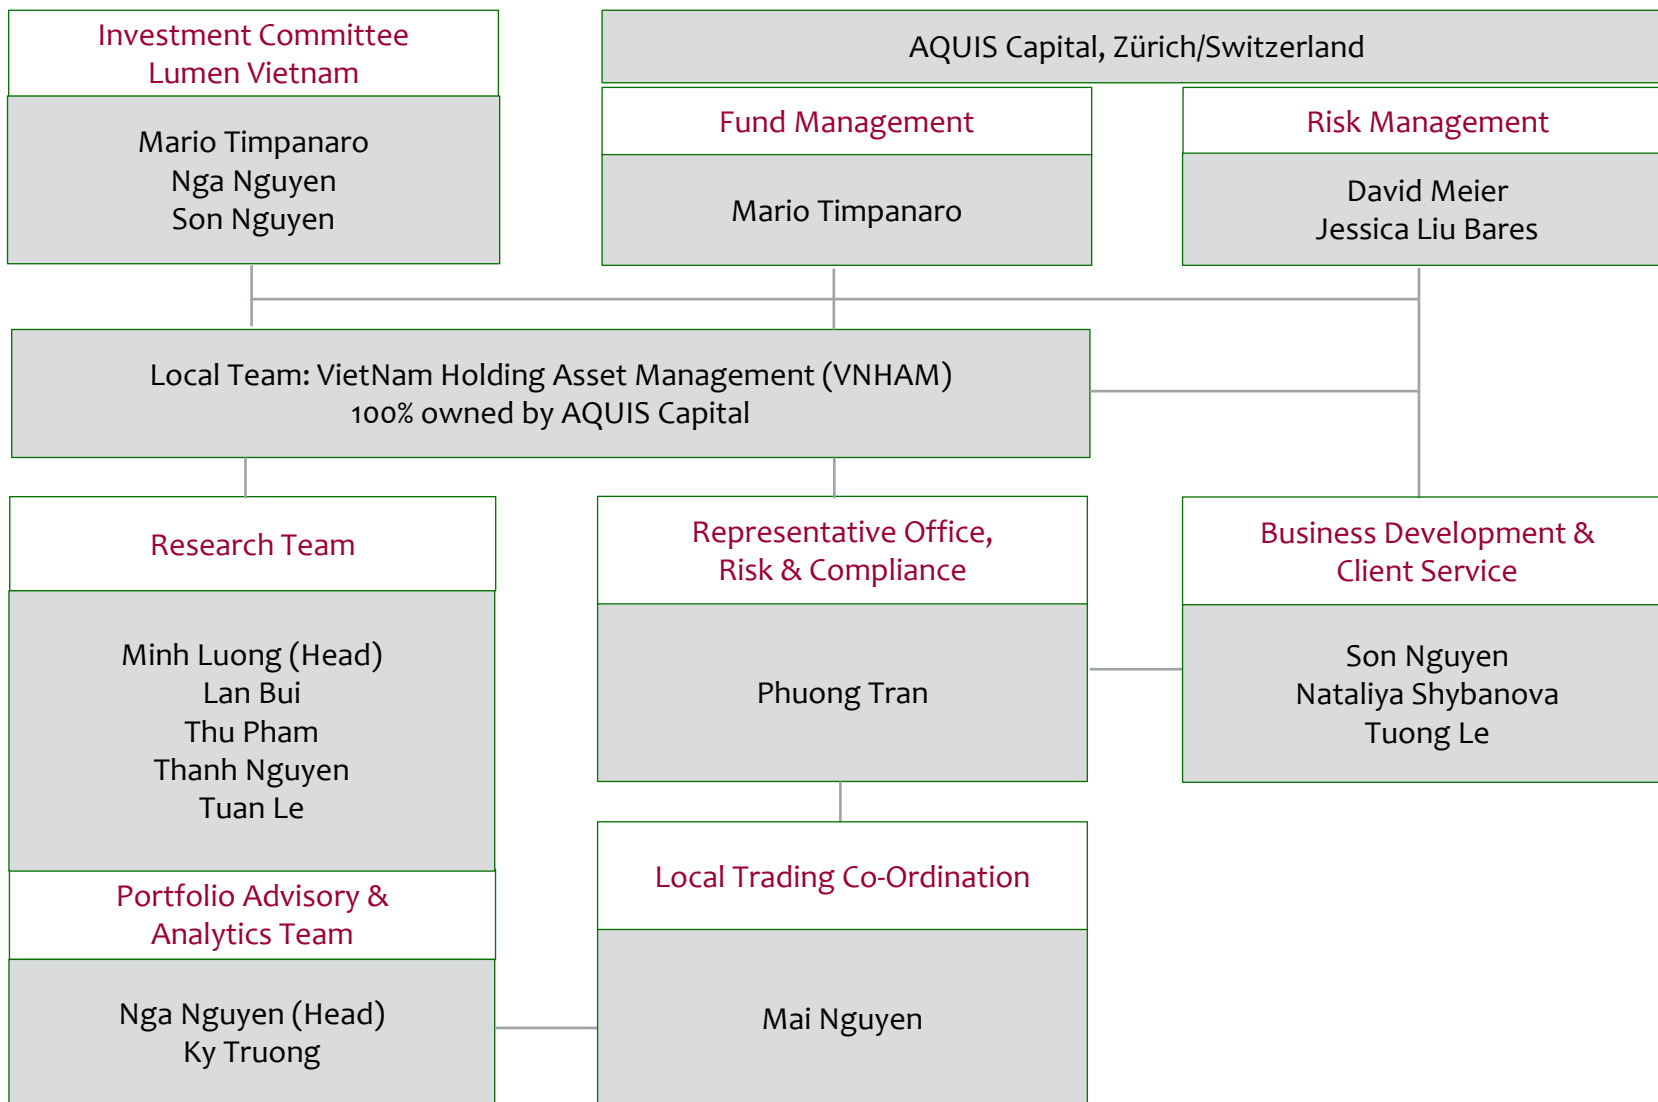 Investment Committee
Lumen Vietnam
Mario Timpanaro
Nga Nguyen
Son Nguyen
AQUIS Capital, Zürich/Switzerland
Fund Management
Mario Timpanaro
Risk Management
David Meier
Jessica Liu Bares
Local Team: VietNam Holding Asset Management (VNHAM)
100% owned by AQUIS Capital
Research Team
Minh Luong (Head)
Lan Bui
Thu Pham
Thanh Nguyen
Tuan Le
Portfolio Advisory &
Analytics Team
Nga Nguyen (Head)
Ky Truong
Representative Office,
Risk & Compliance
Phuong Tran
Local Trading Co-Ordination
Mai Nguyen
Business Development &
Client Service
Son Nguyen
Nataliya Shybanova
Tuong Le